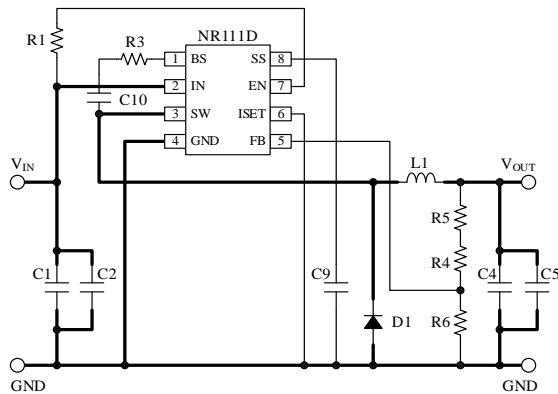 NR111D
R1
R3
1 BS SS 8
2 IN EN 7
C10
3 SW ISET 6
4 GND FB 5
VIN
L1
VOUT
R5
R4
C1
C2
C9
C4
C5
D1
R6
GND
GND